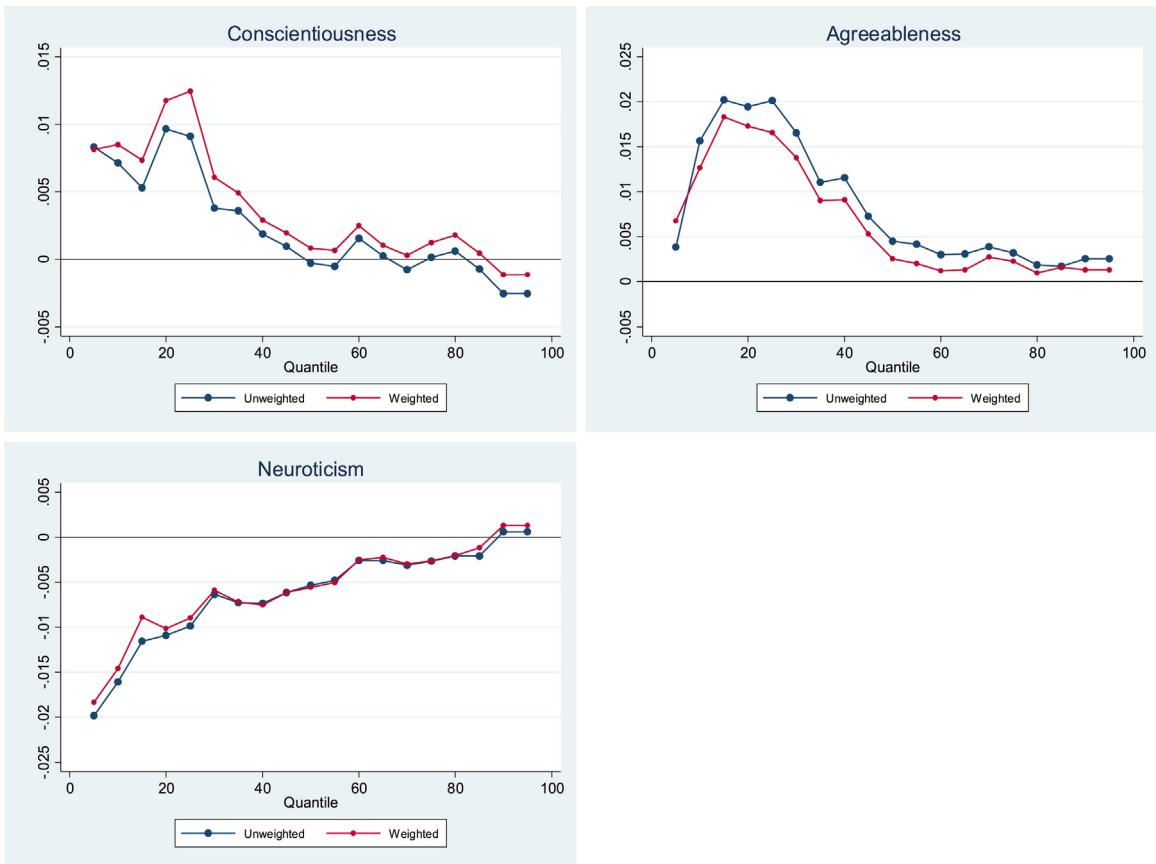 Conscientiousness
.015
.01
.005
0
-.005
0 20 40 60 80 100
Quantile
Unweighted Weighted
Agreeableness
.025
.02
.015
.01
.005
0
-.005
0 20 40 60 80 100
Quantile
Unweighted Weighted
Neuroticism
.005
0
-.005
-.01
-.015
-.02
-.025
0 20 40 60 80 100
Quantile
Unweighted Weighted